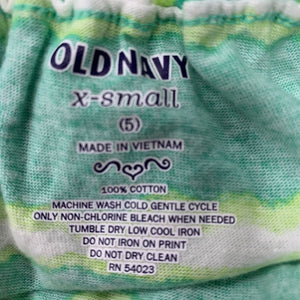 OLD NAVY
x-small
(5)
MADE IN VIETNAM
100% COTTON
MACHINE WASH COLD GENTLE CYCLE
ONLY NON-CHLORINE BLEACH WHEN NEEDED
TUMBLE DRY LOW COOL IRON
DO NOT IRON ON PRINT
DO NOT DRY CLEAN
RN 54023